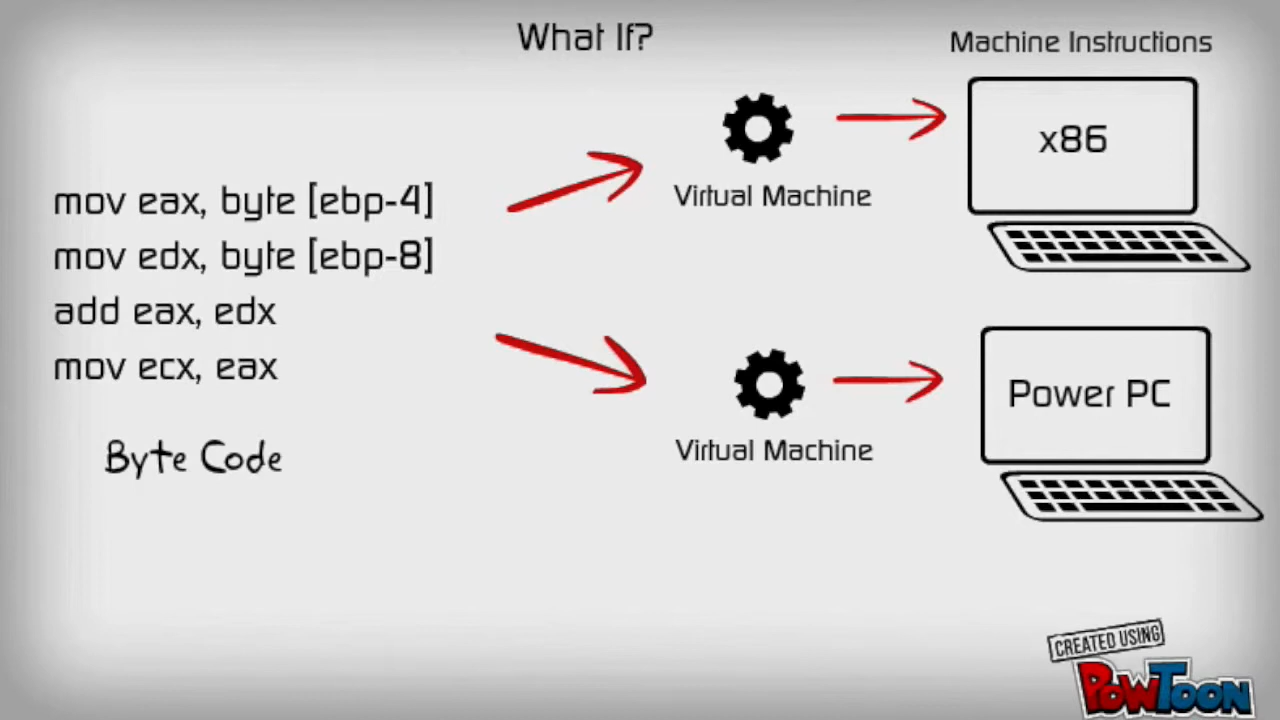 What If?
Machine Instructions
x86
Virtual Machine
mov eax, byte [ebp-4]
mov edx, byte [ebp-8]
add eax, edx
mov ecx, eax
Power PC
Virtual Machine
Byte Code
CREATED USING
POWTOON